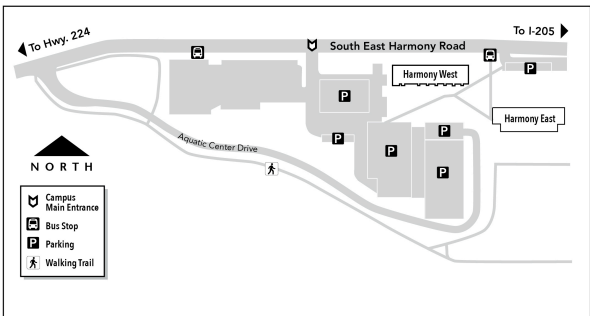 To Hwy. 224
To I-205
South East Harmony Road
Harmony West
P
P
Harmony East
P
P
P
P
Aquatic Center Drive
NORTH
Campus
Main Entrance
Bus Stop
P Parking
Walking Trail